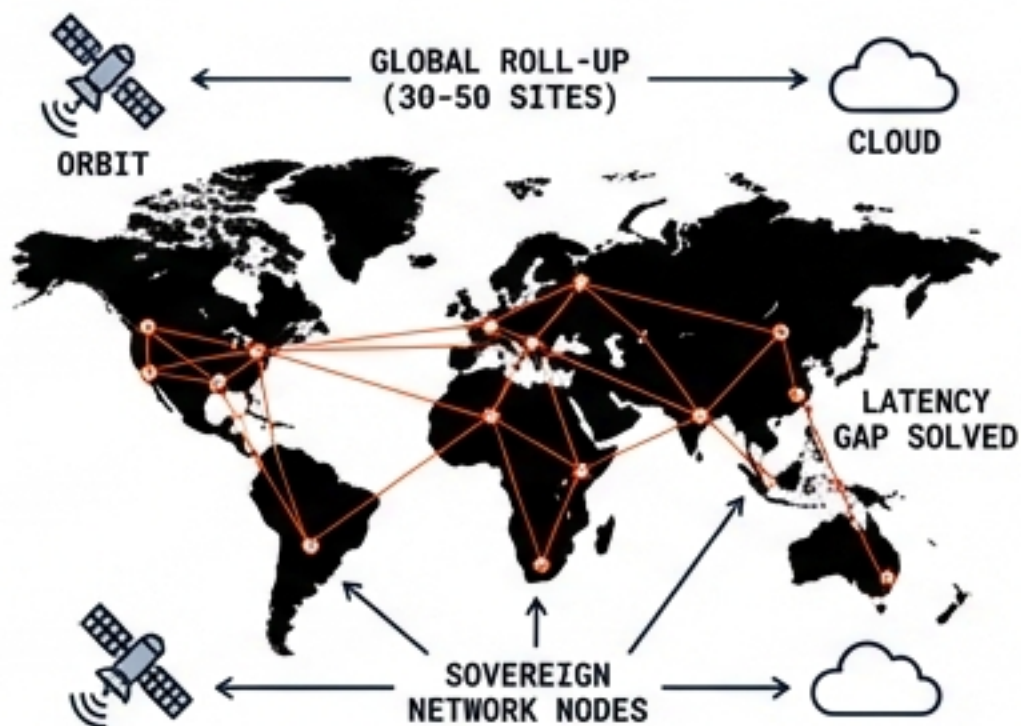 GLOBAL ROLL-UP
(30-50 SITES)
ORBIT
CLOUD
LATENCY
GAP SOLVED
SOVEREIGN
NETWORK NODES